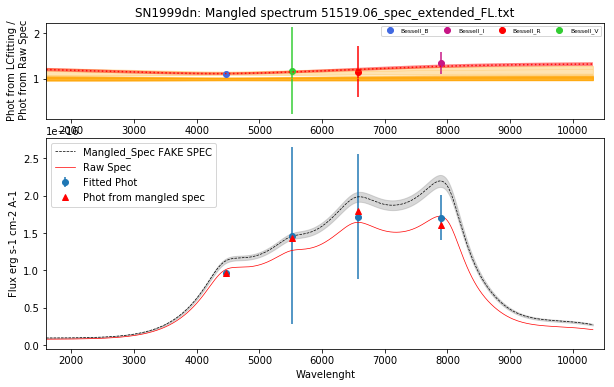 SN1999dn: Mangled spectrum 51519.06_spec_extended_FL.txt
Phot from LCfitting /
Phot from Raw Spec
2
1
Bessell_B
Bessell_I
Bessell_R
Bessell_V
2000 3000 4000 5000 6000 7000 8000 9000 10000
1e−16
Mangled_Spec FAKE SPEC
Raw Spec
Fitted Phot
Phot from mangled spec
Flux erg s-1 cm-2 A-1
2.5
2.0
1.5
1.0
0.5
0.0
2000 3000 4000 5000 6000 7000 8000 9000 10000
Wavelenght